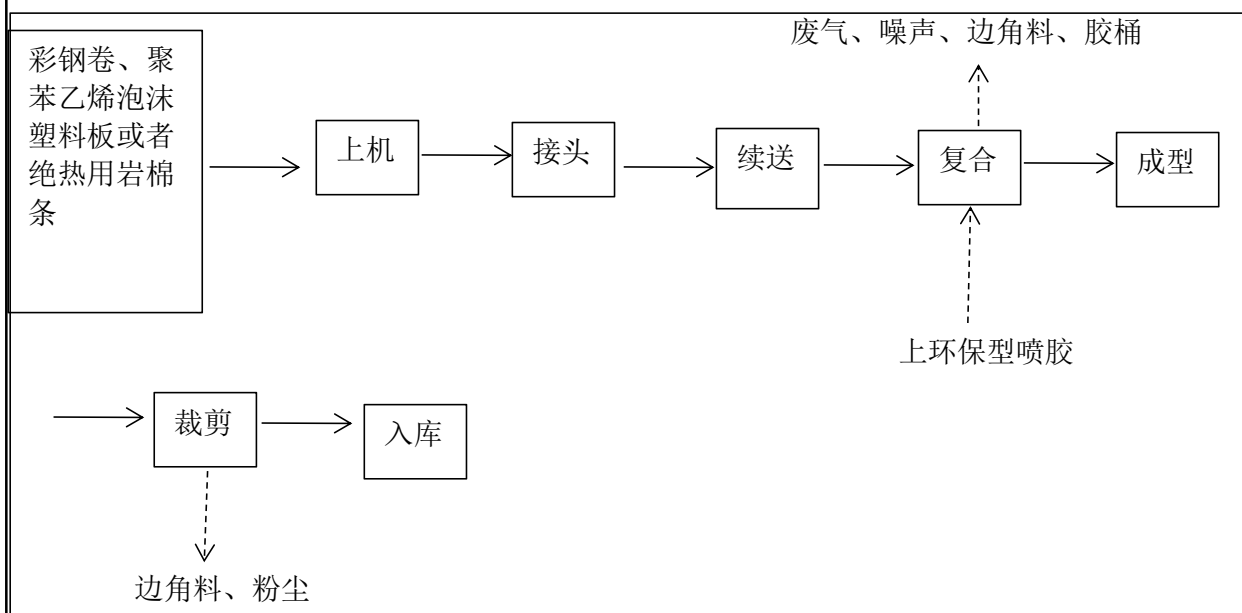 废气、噪声、边角料、胶桶
彩钢卷、聚
苯乙烯泡沫
塑料板或者
绝热用岩棉
条
上机
接头
续送
复合
成型
上环保型喷胶
裁剪
入库
边角料、粉尘